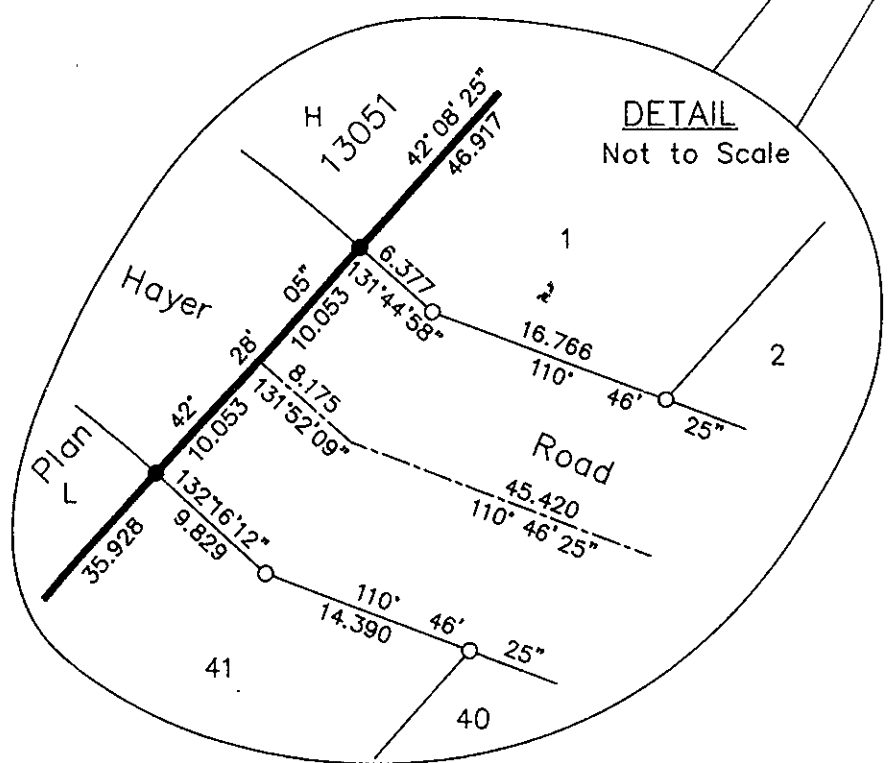 DETAIL
Not to Scale
H
13051
42° 08' 25"
46.917
1
Hayer
6.377
131°44'58"
42° 28' 05"
10.053
10.053
16.766
110° 46' 25"
2
8.175
131°52'09"
Road
45.420
110° 46' 25"
Plan
L
132°16'12"
9.829
35.928
110° 46' 25"
14.390
41
40